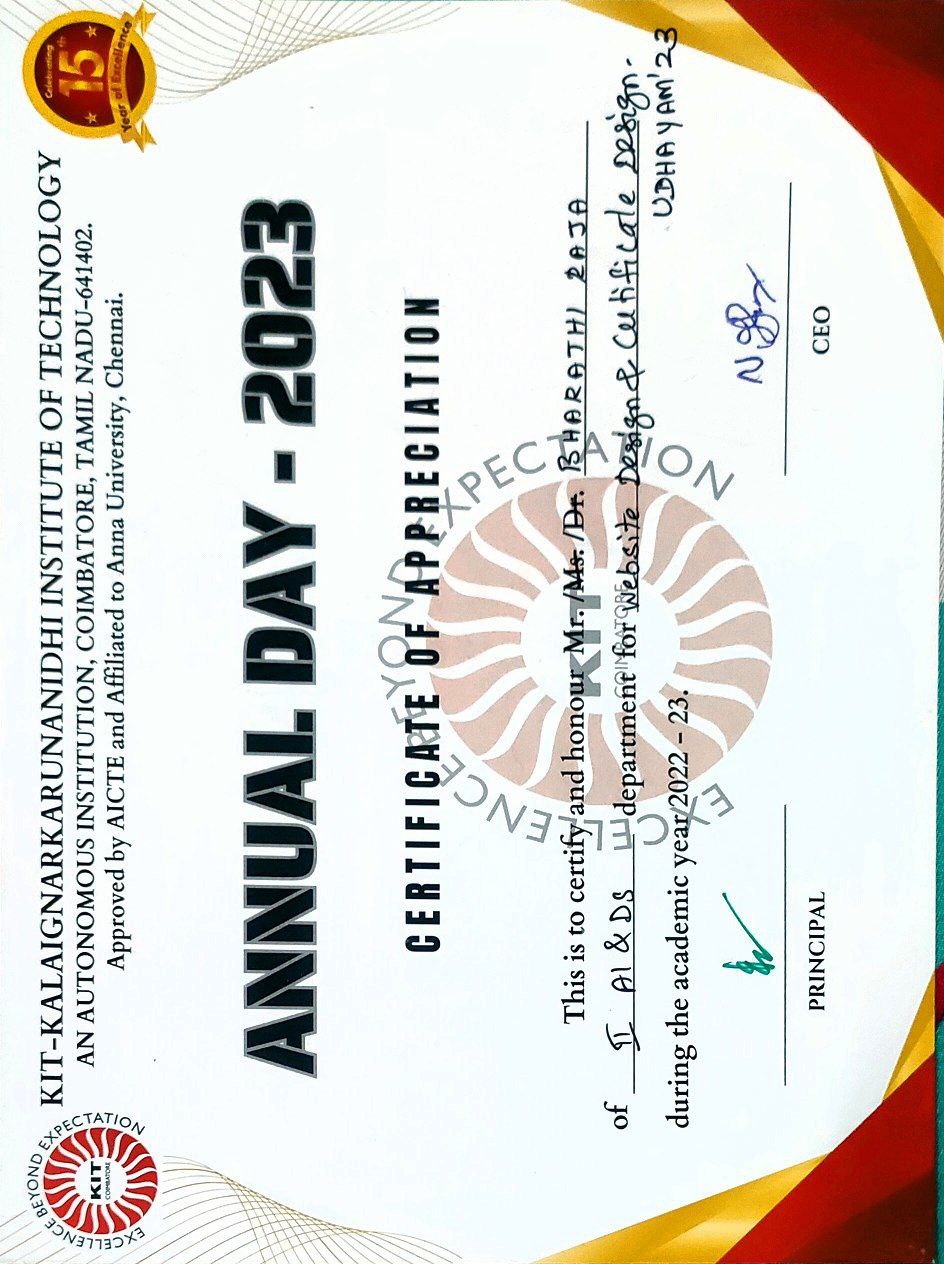 EXCELLENCE BEYOND EXPECTATION
KIT
COIMBATORE
KIT-KALAIGNARKARUNANIDHI INSTITUTE OF TECHNOLOGY
AN AUTONOMOUS INSTITUTION, COIMBATORE, TAMIL NADU-641402.
Approved by AICTE and Affiliated to Anna University, Chennai.
Celebrating
15th
Year of Excellence
ANNUAL DAY - 2023
CERTIFICATE OF APPRECIATION
EXCELLENCE BEYOND EXPECTATION
KIT
COIMBATORE
This is to certify and honour Mr. /Ms. /Dr. BHARATHI RAJA
of II AI & DS department for Website Design & Certificate Design.
UDHAYAM'23
during the academic year 2022 - 23.
PRINCIPAL
CEO